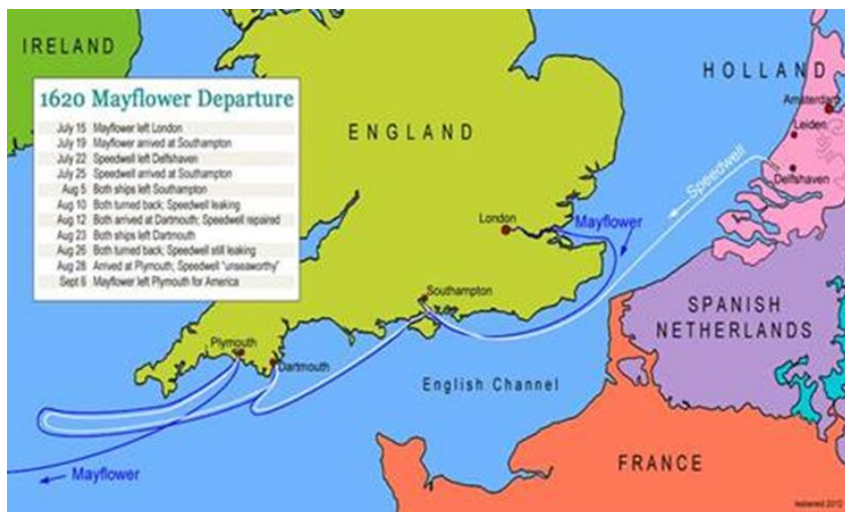 IRELAND
1620 Mayflower Departure
July 15 Mayflower left London
July 19 Mayflower arrived at Southampton
July 22 Speedwell left Delfshaven
July 25 Speedwell arrived at Southampton
Aug 5 Both ships left Southampton
Aug 10 Both turned back; Speedwell leaking
Aug 12 Both arrived at Dartmouth; Speedwell repaired
Aug 23 Both ships left Dartmouth
Aug 26 Both turned back; Speedwell still leaking
Aug 28 Arrived at Plymouth; Speedwell "unseaworthy"
Sept 6 Mayflower left Plymouth for America
ENGLAND
HOLLAND
Amsterdam
Leiden
Delfshaven
Speedwell
London
Mayflower
Southampton
SPANISH
NETHERLANDS
Plymouth
Dartmouth
English Channel
FRANCE
Mayflower
2012